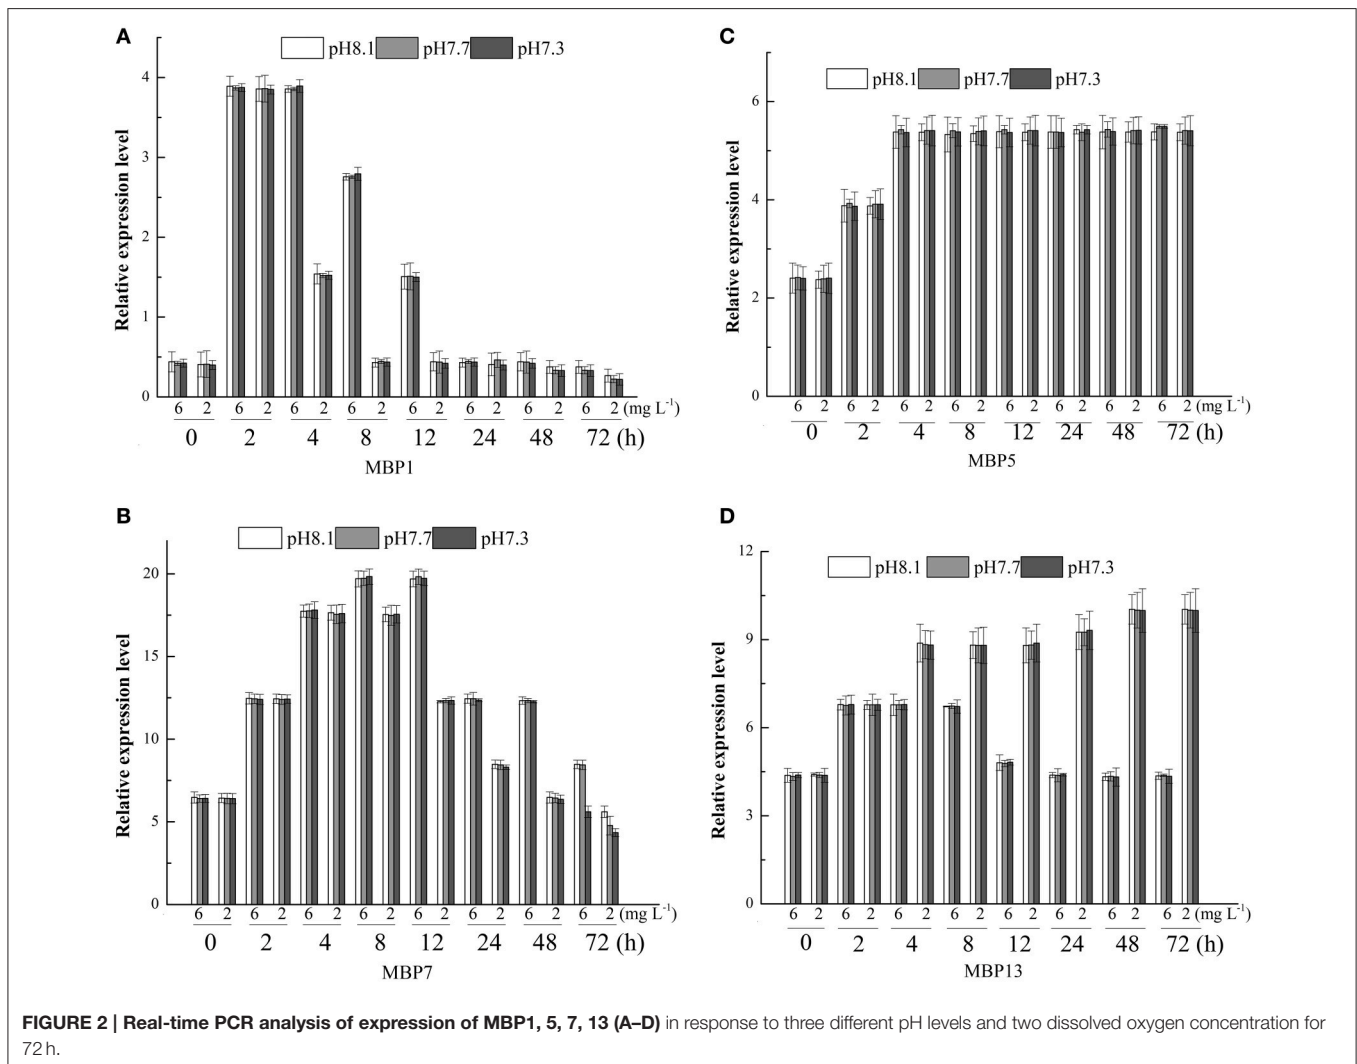 A
pH8.1 pH7.7 pH7.3
4
3
2
1
0
Relative expression level
6 2 6 2 6 2 6 2 6 2 6 2 6 2 6 2 (mg L⁻¹)
0 2 4 8 12 24 48 72 (h)
MBP1
C
pH8.1 pH7.7 pH7.3
6
4
2
0
Relative expression level
6 2 6 2 6 2 6 2 6 2 6 2 6 2 6 2 (mg L⁻¹)
0 2 4 8 12 24 48 72 (h)
MBP5
B
pH8.1 pH7.7 pH7.3
20
15
10
5
0
Relative expression level
6 2 6 2 6 2 6 2 6 2 6 2 6 2 6 2 (mg L⁻¹)
0 2 4 8 12 24 48 72 (h)
MBP7
D
pH8.1 pH7.7 pH7.3
12
9
6
3
0
Relative expression level
6 2 6 2 6 2 6 2 6 2 6 2 6 2 6 2 (mg L⁻¹)
0 2 4 8 12 24 48 72 (h)
MBP13
FIGURE 2 | Real-time PCR analysis of expression of MBP1, 5, 7, 13 (A–D) in response to three different pH levels and two dissolved oxygen concentration for
72 h.